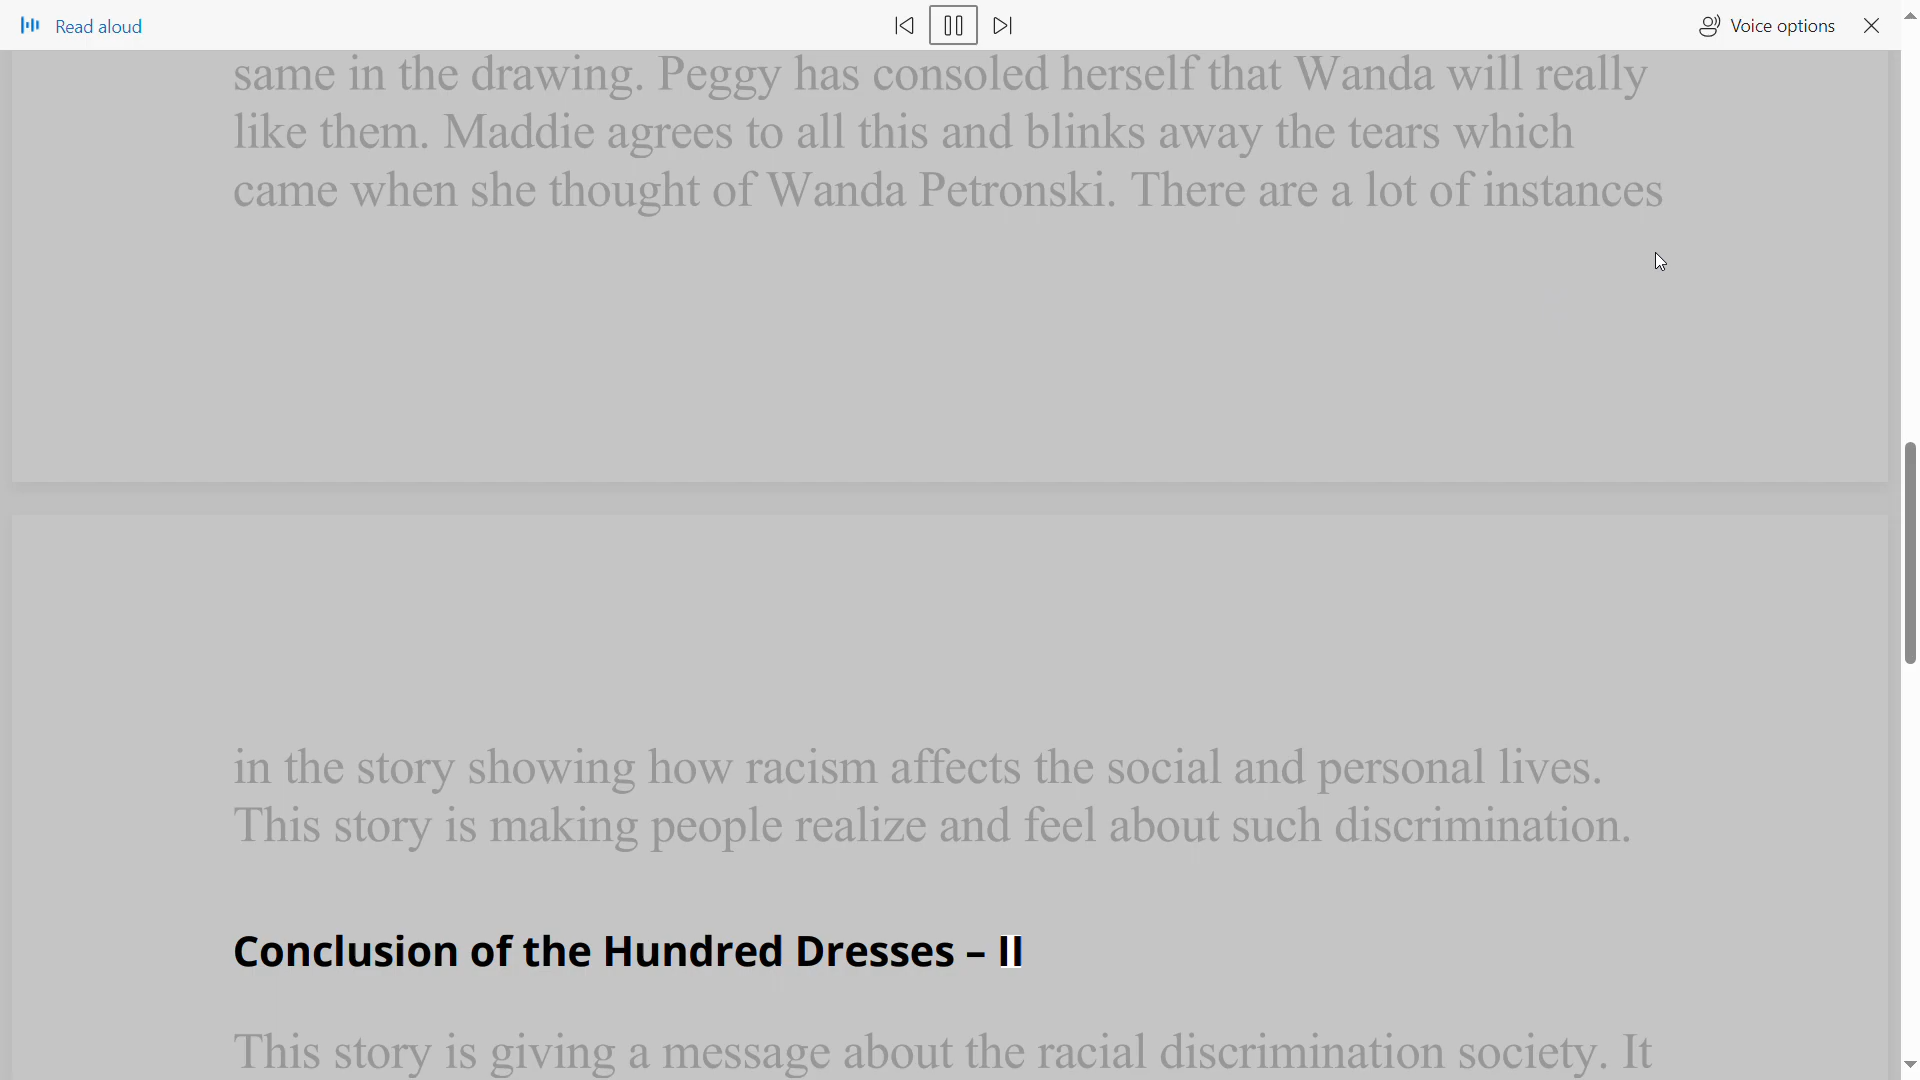 Read aloud
Voice options
same in the drawing. Peggy has consoled herself that Wanda will really
like them. Maddie agrees to all this and blinks away the tears which
came when she thought of Wanda Petronski. There are a lot of instances
in the story showing how racism affects the social and personal lives.
This story is making people realize and feel about such discrimination.
Conclusion of the Hundred Dresses – II
This story is giving a message about the racial discrimination society. It